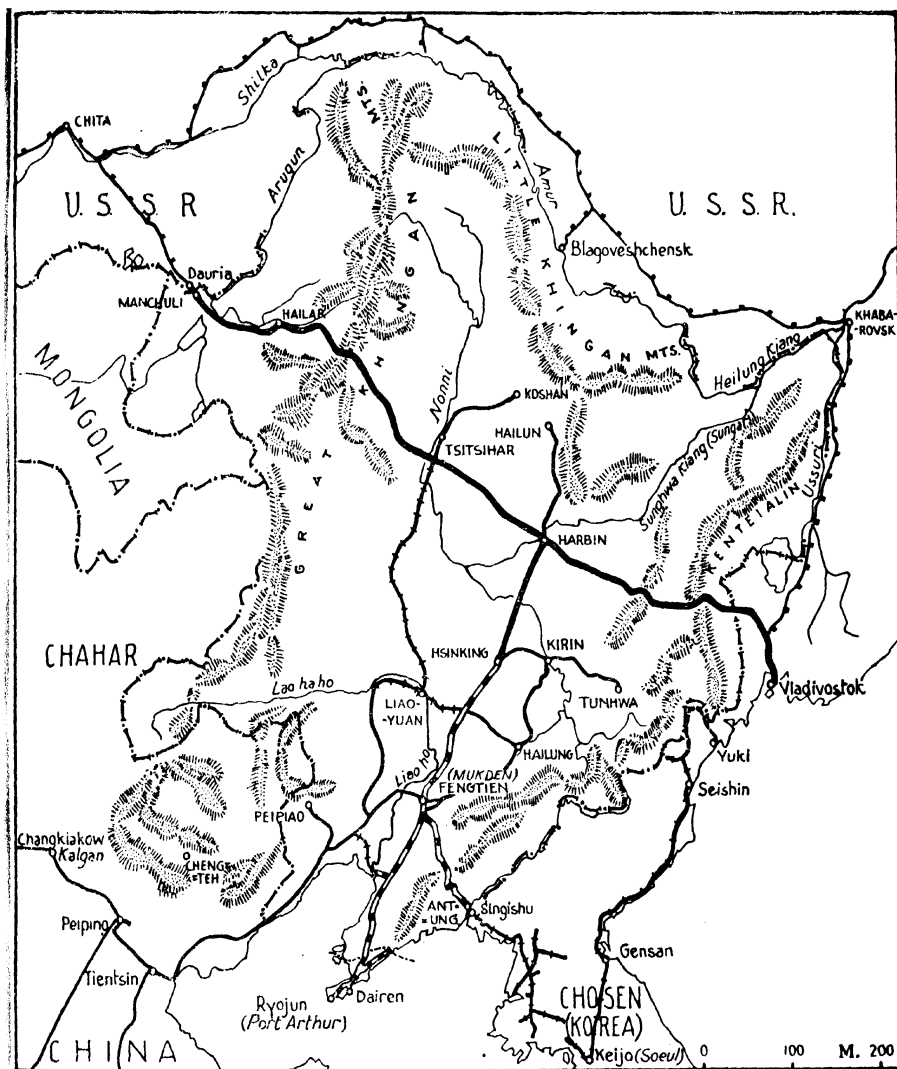 Shilka
MTS.
CHITA
Arugun
LITTLE KHINGAN MTS.
Amur
U. S. S. R
U. S. S. R.
Blagoveshchensk
Dauria
MANCHULI
HAILAR
KHABA-
-ROVSK
GREAT KHINGAN
Heilung Kiang
MONGOLIA
Nonni
KOSHAN
HAILUN
TSITSIHAR
Sunghwa Kiang (Sungari)
Ussuri
KENTEIALIN
HARBIN
CHAHAR
HSINKING
KIRIN
Lao ha ho
LIAO-
-YUAN
TUNHWA
Vladivostok
HAILUNG
Yuki
Liao ho
(MUKDEN)
FENGTIEN
Seishin
PEIPIAO
Changkiakow
Kalgan
CHENG
=TEH
ANT-
=UNG
Singishu
Peiping
Gensan
Tientsin
Dairen
Ryojun
(Port Arthur)
CHOSEN
(KOREA)
CHINA
Keijo (Soeul)
0 100 M. 200